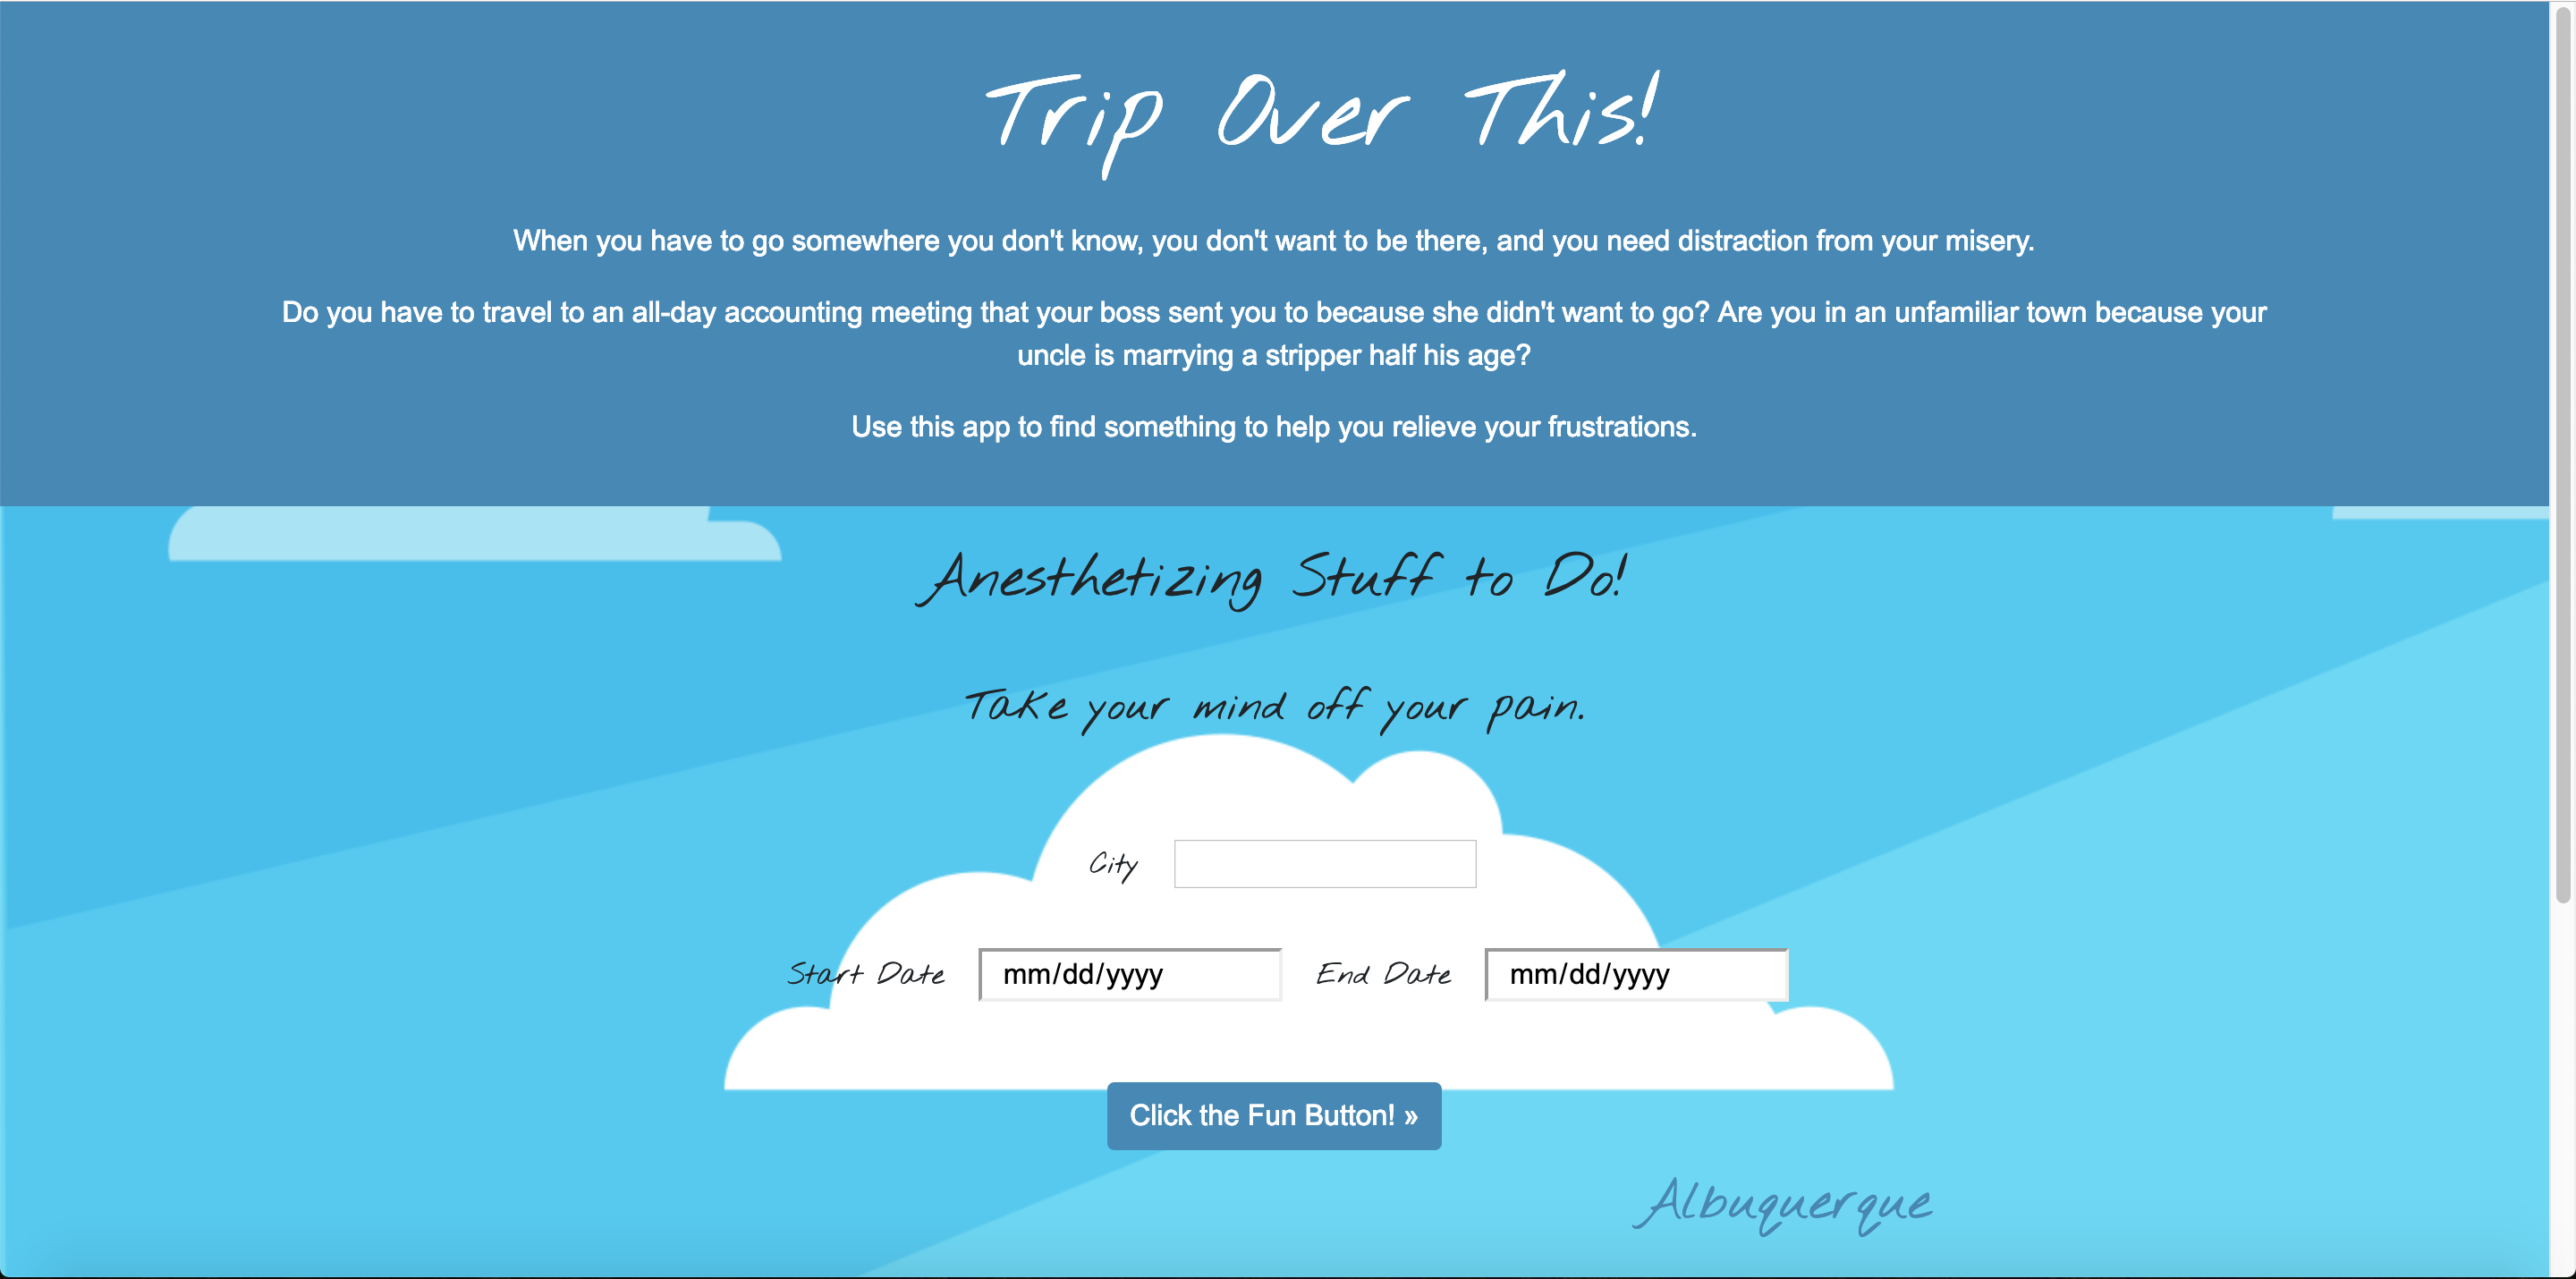 Trip Over This!
When you have to go somewhere you don't know, you don't want to be there, and you need distraction from your misery.
Do you have to travel to an all-day accounting meeting that your boss sent you to because she didn't want to go? Are you in an unfamiliar town because your
uncle is marrying a stripper half his age?
Use this app to find something to help you relieve your frustrations.
Anesthetizing Stuff to Do!
Take your mind off your pain.
City
Start Date mm/dd/yyyy End Date mm/dd/yyyy
Click the Fun Button! »
Albuquerque